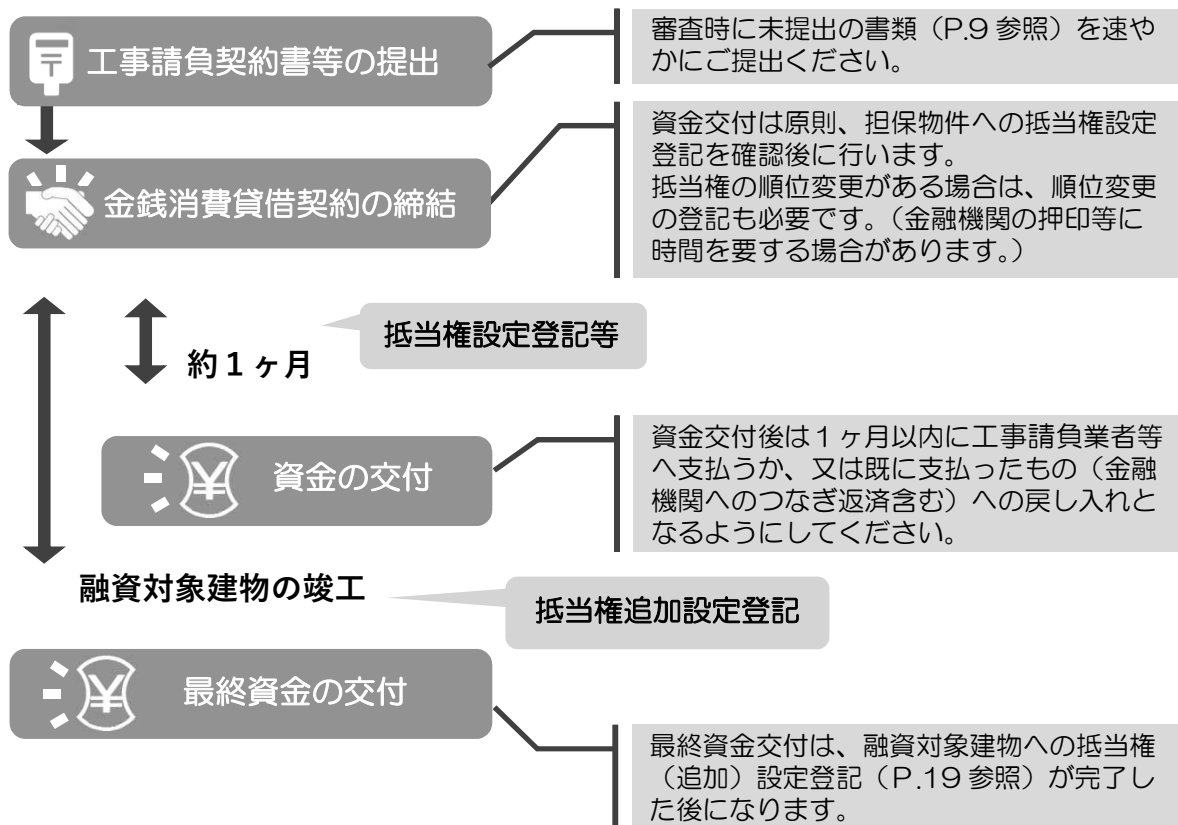 工事請負契約書等の提出
審査時に未提出の書類（P.9 参照）を速や
かにご提出ください。
金銭消費貸借契約の締結
資金交付は原則、担保物件への抵当権設定
登記を確認後に行います。
抵当権の順位変更がある場合は、順位変更
の登記も必要です。（金融機関の押印等に
時間を要する場合があります。）
抵当権設定登記等
約１ヶ月
資金の交付
資金交付後は１ヶ月以内に工事請負業者等
へ支払うか、又は既に支払ったもの（金融
機関へのつなぎ返済含む）への戻し入れと
なるようにしてください。
融資対象建物の竣工
抵当権追加設定登記
最終資金の交付
最終資金交付は、融資対象建物への抵当権
（追加）設定登記（P.19 参照）が完了し
た後になります。